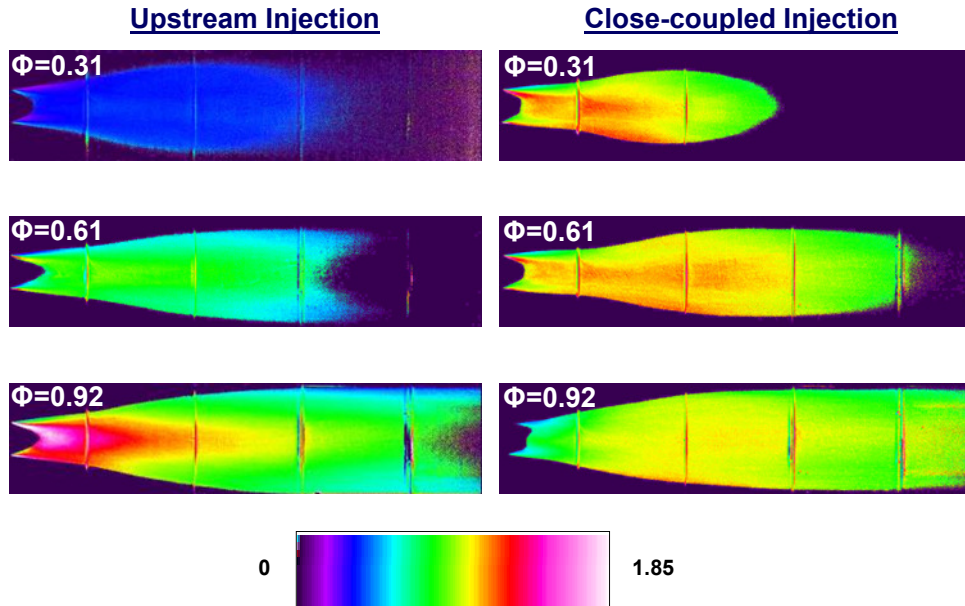 Upstream Injection
Close-coupled Injection
Φ=0.31
Φ=0.31
Φ=0.61
Φ=0.61
Φ=0.92
Φ=0.92
0
1.85